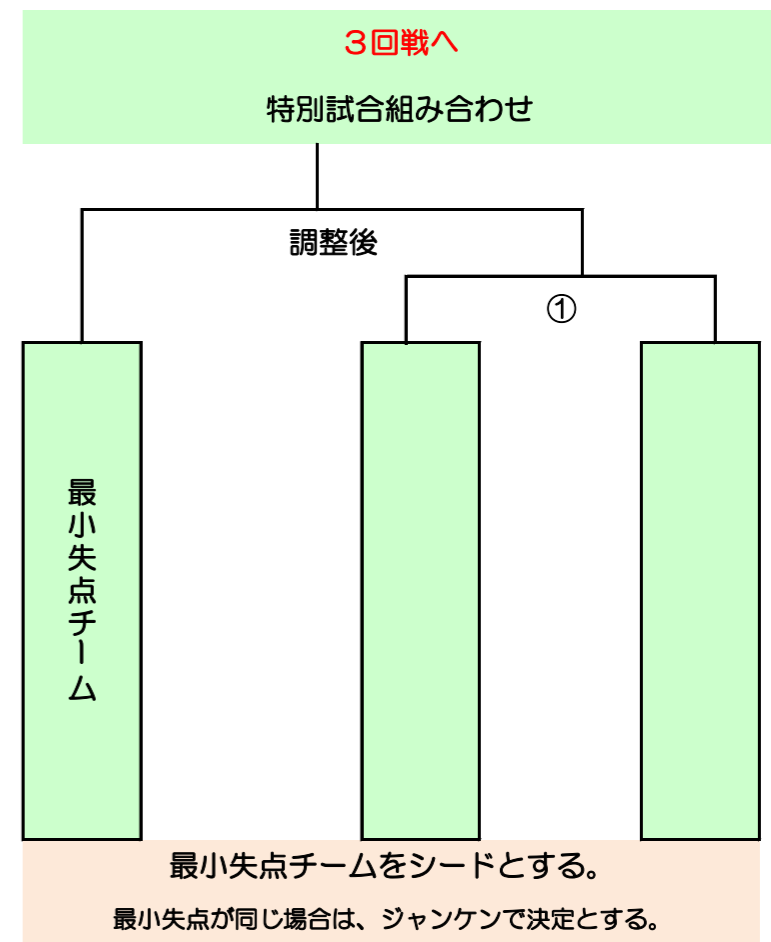 ３回戦へ
特別試合組み合わせ
調整後
①
最小失点チーム
最小失点チームをシードとする。
最小失点が同じ場合は、ジャンケンで決定とする。